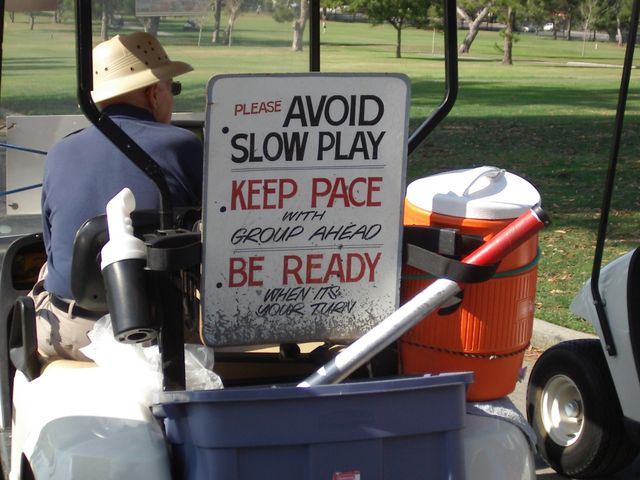 PLEASE AVOID
SLOW PLAY
KEEP PACE
WITH
GROUP AHEAD
BE READY
WHEN IT'S
YOUR TURN